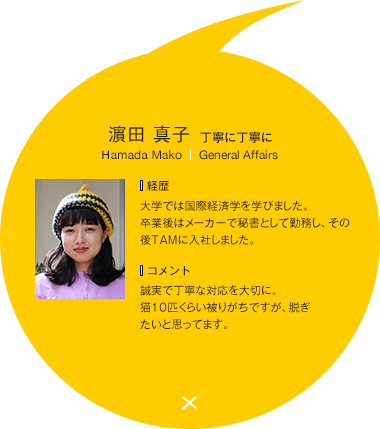 濵田 真子 丁寧に丁寧に
Hamada Mako | General Affairs
経歴
大学では国際経済学を学びました。
卒業後はメーカーで秘書として勤務し、その
後TAMに入社しました。
コメント
誠実で丁寧な対応を大切に。
猫10匹くらい被りがちですが、脱ぎ
たいと思ってます。